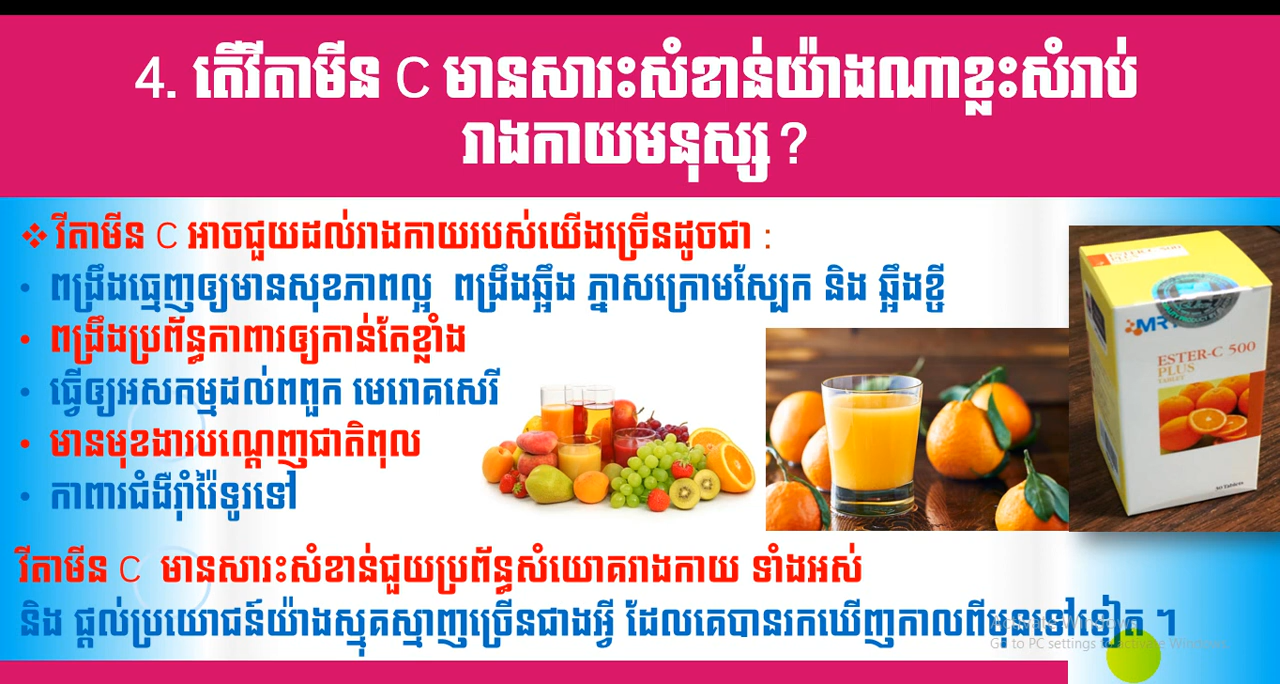 4. តើវីតាមីន C មានសារះសំខាន់យ៉ាងណាខ្លះសំរាប់
រាងកាយមនុស្ស ?
❖ វីតាមីន C អាចជួយដល់រាងកាយរបស់យើងច្រើនដូចជា :
• ពង្រឹងធ្មេញឲ្យមានសុខភាពល្អ ពង្រឹងឆ្អឹង ភ្នាសក្រោមស្បែក និង ឆ្អឹងខ្ចី
• ពង្រឹងប្រព័ន្ធកាពារឲ្យកាន់តែខ្លាំង
• ធ្វើឲ្យអសកម្មដល់ពពួក មេរោគសេរី
• មានមុខងារបណ្តេញជាតិពុល
• កាពារជំងឺរ៉ាំរ៉ៃទូរទៅ
វីតាមីន C មានសារះសំខាន់ជួយប្រព័ន្ធសំយោគរាងកាយ ទាំងអស់
និង ផ្តល់ប្រយោជន៍យ៉ាងស្មុគស្មាញច្រើនជាងអ្វី ដែលគេបានរកឃើញកាលពីមុនទៅទៀត ។
ESTER-C 500
MRY
ESTER-C 500
PLUS
TABLET
Activate Windows
Go to PC settings to activate Windows.